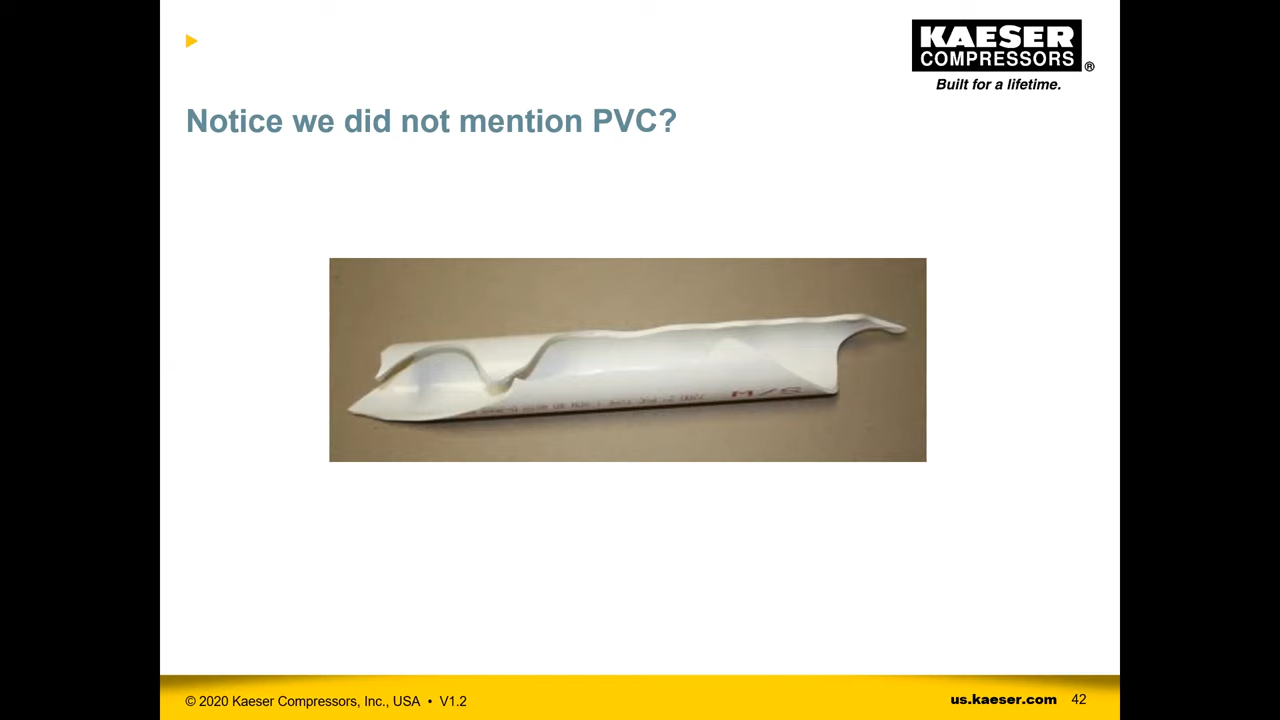 KAESER
COMPRESSORS
®
Built for a lifetime.
Notice we did not mention PVC?
© 2020 Kaeser Compressors, Inc., USA • V1.2
us.kaeser.com 42